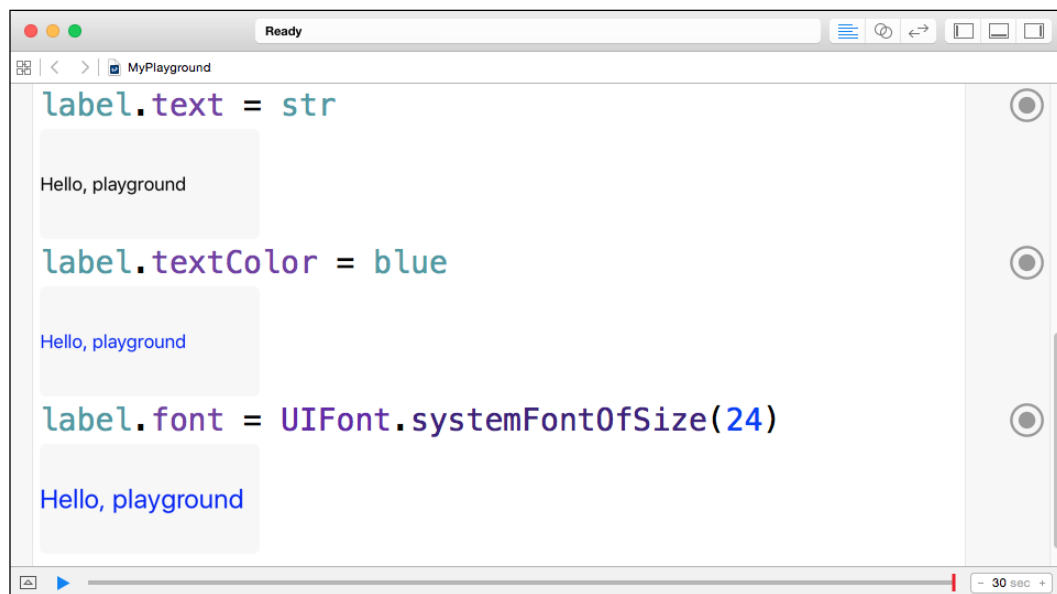 Ready
MyPlayground
label.text = str
Hello, playground
label.textColor = blue
Hello, playground
label.font = UIFont.systemFontOfSize(24)
Hello, playground
- 30 sec +